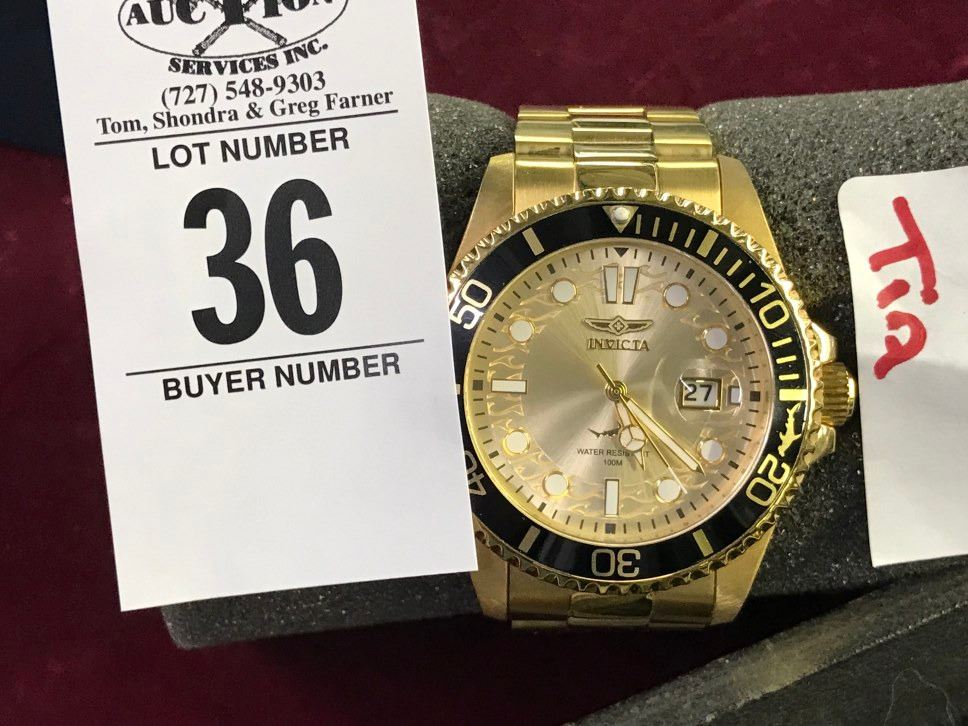 AUCTION
SERVICES INC.
(727) 548-9303
Tom, Shondra & Greg Farner
LOT NUMBER
36
BUYER NUMBER
INVICTA
27
WATER RESISTANT
100M
10
20
30
40
50
Tia